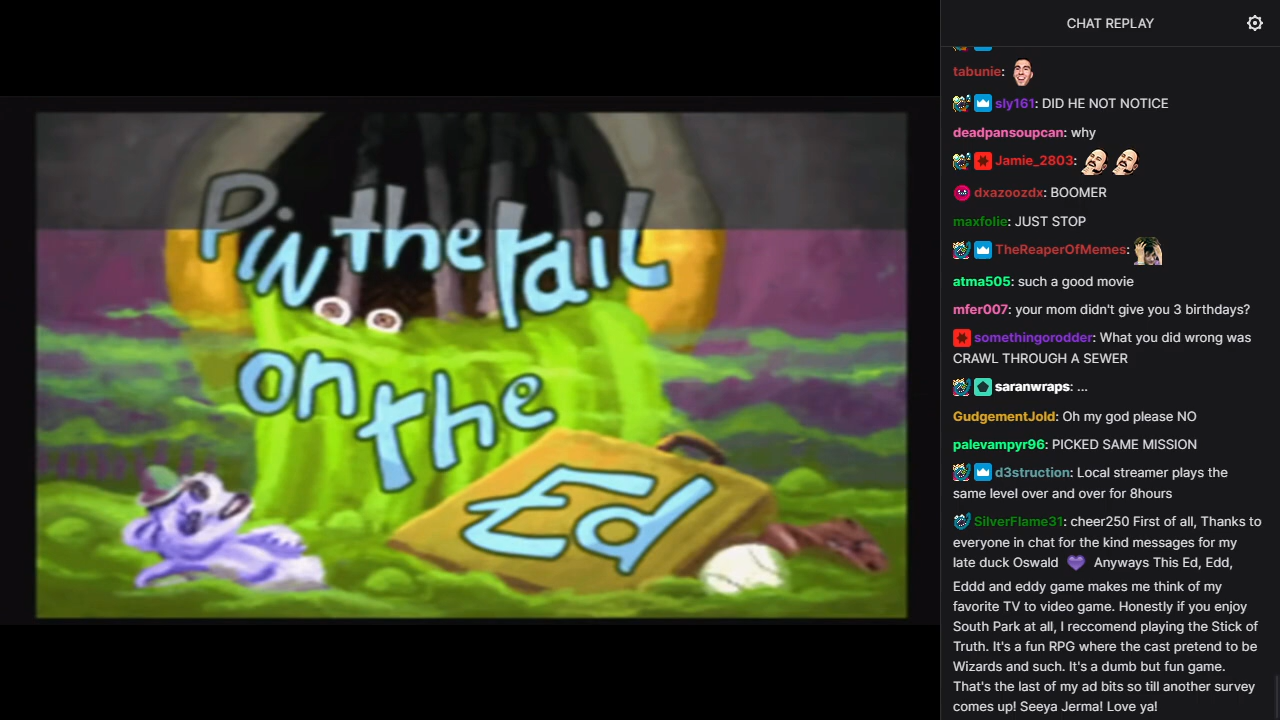 Pin the tail
on the
Ed
CHAT REPLAY
tabunie:
sly161: DID HE NOT NOTICE
deadpansoupcan: why
Jamie_2803:
dxazoozdx: BOOMER
maxfolie: JUST STOP
TheReaperOfMemes:
atma505: such a good movie
mfer007: your mom didn't give you 3 birthdays?
somethingorodder: What you did wrong was
CRAWL THROUGH A SEWER
saranwraps: ...
GudgementJold: Oh my god please NO
palevampyr96: PICKED SAME MISSION
d3struction: Local streamer plays the
same level over and over for 8hours
SilverFlame31: cheer250 First of all, Thanks to
everyone in chat for the kind messages for my
late duck Oswald 💜 Anyways This Ed, Edd,
Eddd and eddy game makes me think of my
favorite TV to video game. Honestly if you enjoy
South Park at all, I reccomend playing the Stick of
Truth. It's a fun RPG where the cast pretend to be
Wizards and such. It's a dumb but fun game.
That's the last of my ad bits so till another survey
comes up! Seeya Jerma! Love ya!